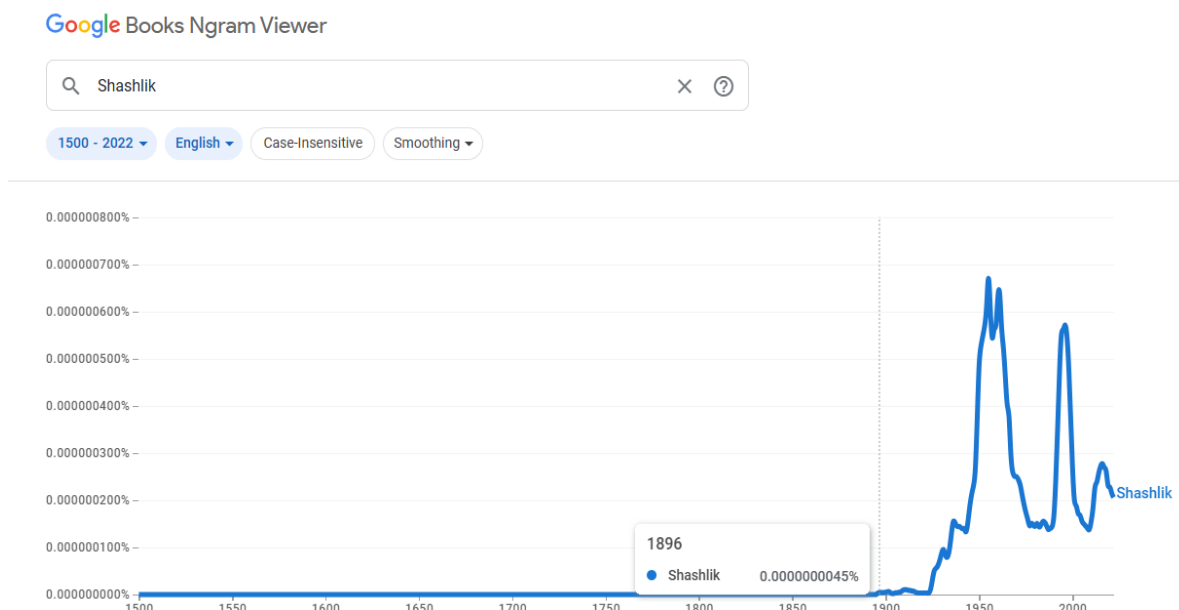 Google Books Ngram Viewer
Shashlik
1500 - 2022 English Case-Insensitive Smoothing
0.000000800%
0.000000700%
0.000000600%
0.000000500%
0.000000400%
0.000000300%
0.000000200%
Shashlik
0.000000100%
1896
Shashlik 0.0000000045%
0.000000000%
1500 1550 1600 1650 1700 1750 1800 1850 1900 1950 2000